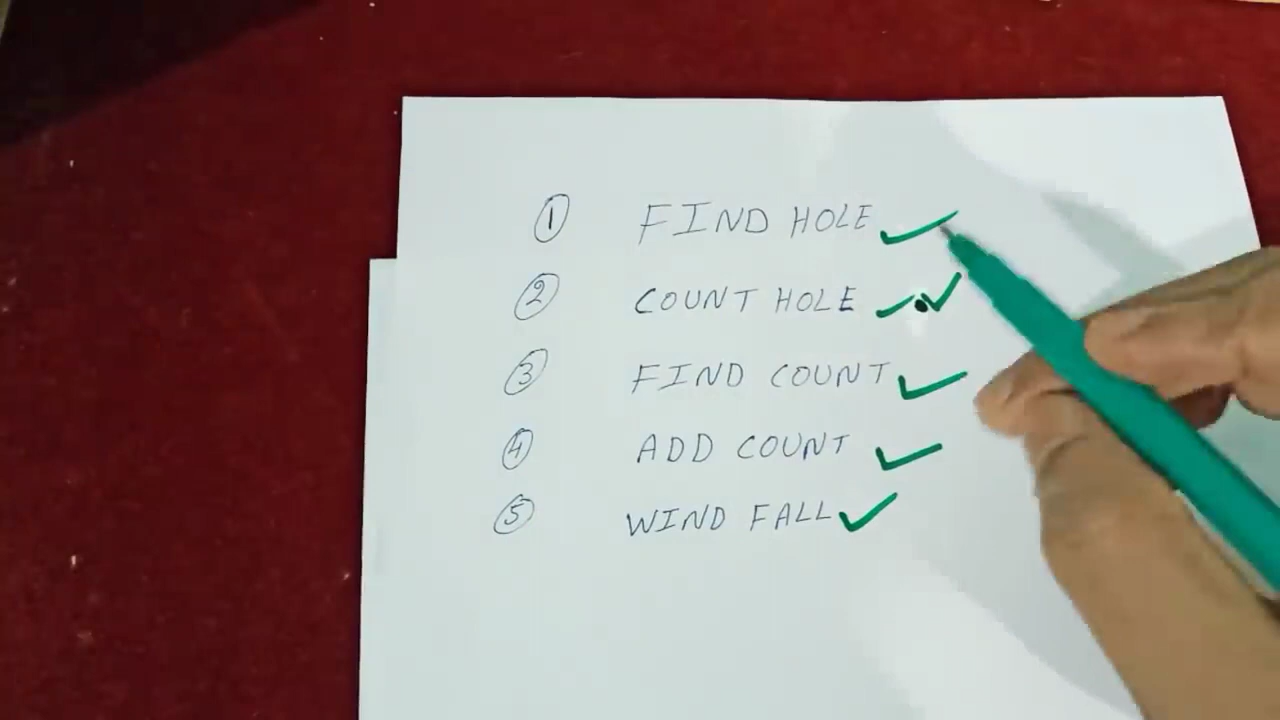 ① FIND HOLE ✓
② COUNT HOLE ✓✓
③ FIND COUNT ✓
④ ADD COUNT ✓
⑤ WIND FALL ✓